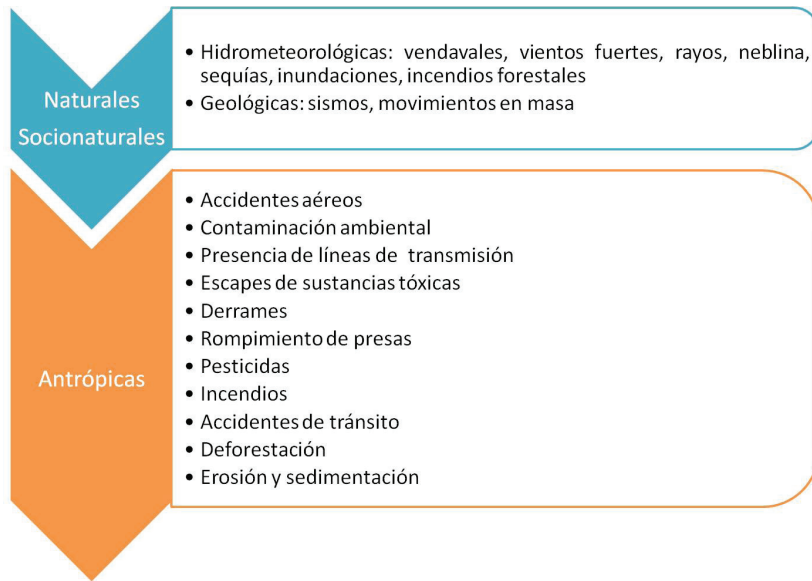 Naturales
Socionaturales
• Hidrometeorológicas: vendavales, vientos fuertes, rayos, neblina,
sequías, inundaciones, incendios forestales
• Geológicas: sismos, movimientos en masa
Antrópicas
• Accidentes aéreos
• Contaminación ambiental
• Presencia de líneas de transmisión
• Escapes de sustancias tóxicas
• Derrames
• Rompimiento de presas
• Pesticidas
• Incendios
• Accidentes de tránsito
• Deforestación
• Erosión y sedimentación